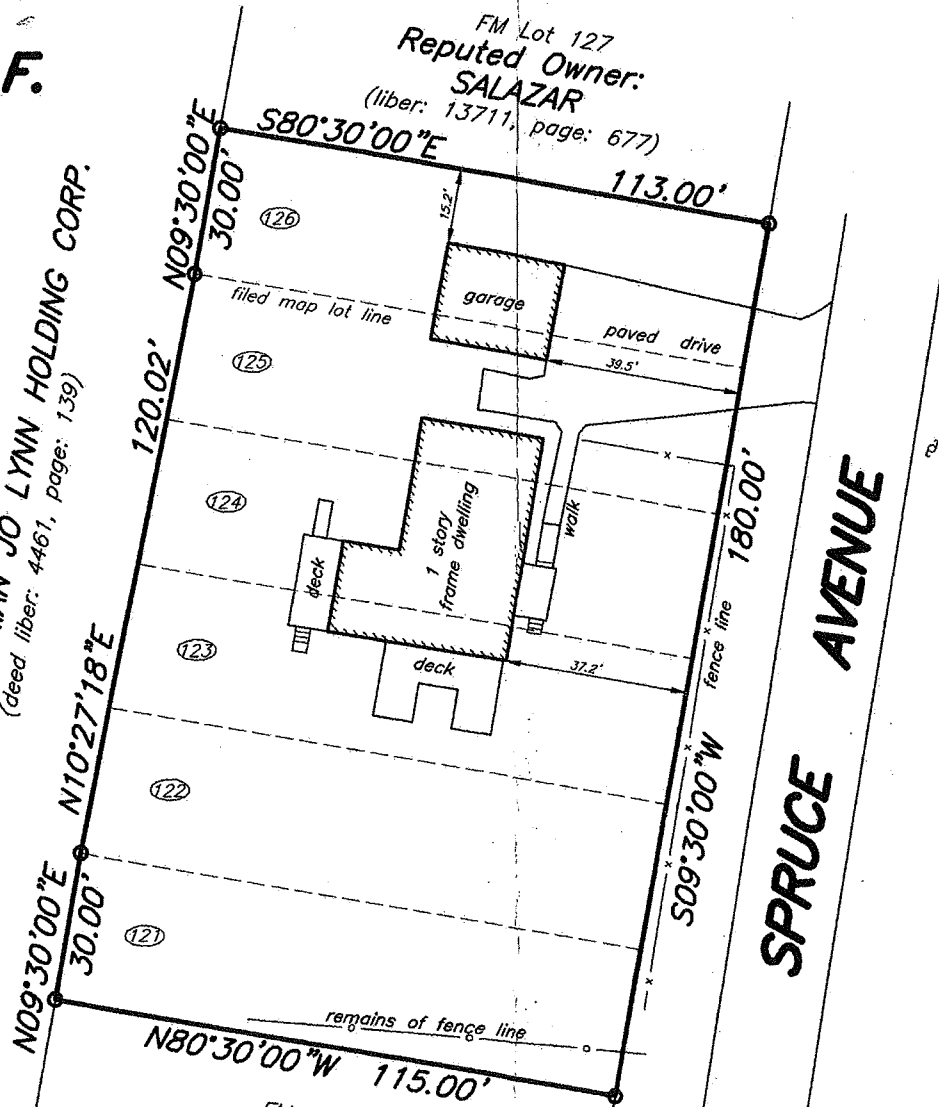 F.
FM Lot 127
Reputed Owner:
SALAZAR
(liber: 13711, page: 677)
S80°30'00"E
113.00'
N09°30'00"E
30.00'
JO LYNN HOLDING CORP.
(deed liber: 4461, page: 139)
126
15.2'
garage
filed map lot line
paved drive
39.5'
125
120.02'
124
1 story
frame dwelling
walk
180.00'
deck
123
deck
37.2'
fence line
SPRUCE AVENUE
N10°27'18"E
122
S09°30'00"W
N09°30'00"E
30.00'
121
remains of fence line
N80°30'00"W 115.00'